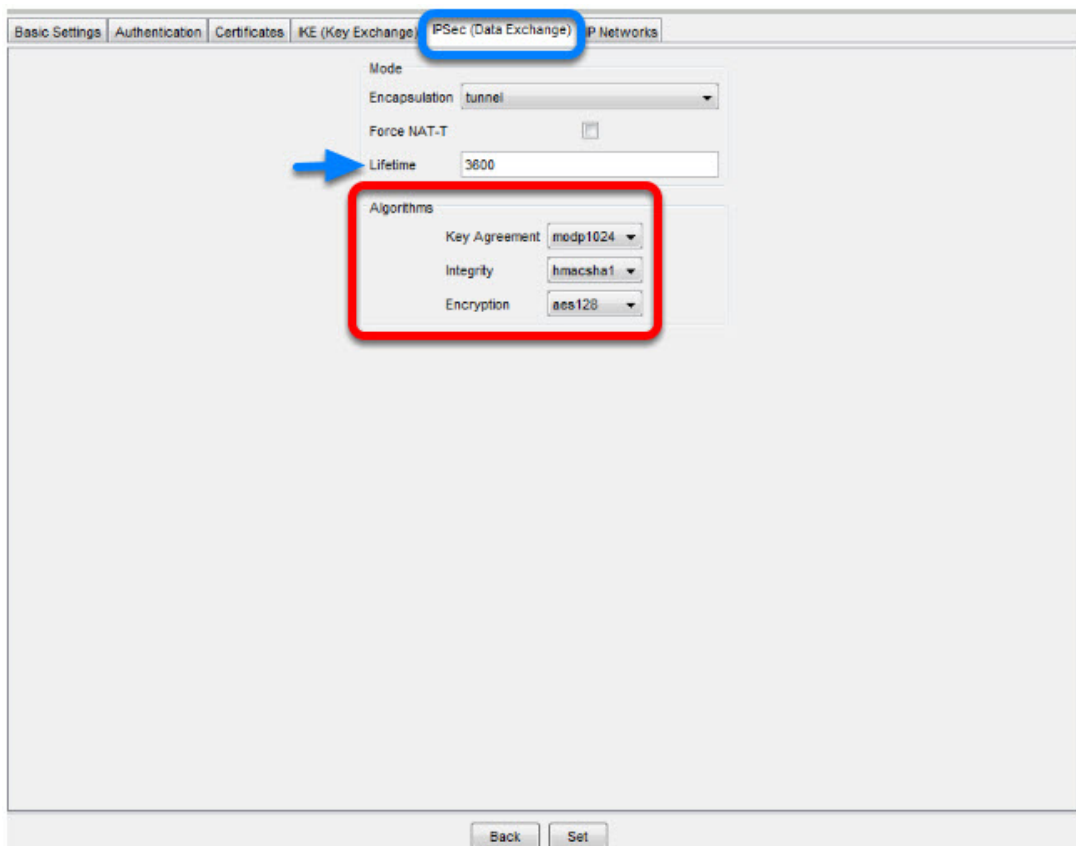 Basic Settings Authentication Certificates IKE (Key Exchange) IPSec (Data Exchange) IP Networks
Mode
Encapsulation tunnel
Force NAT-T
Lifetime 3600
Algorithms
Key Agreement modp1024
Integrity hmacsha1
Encryption aes128
Back Set